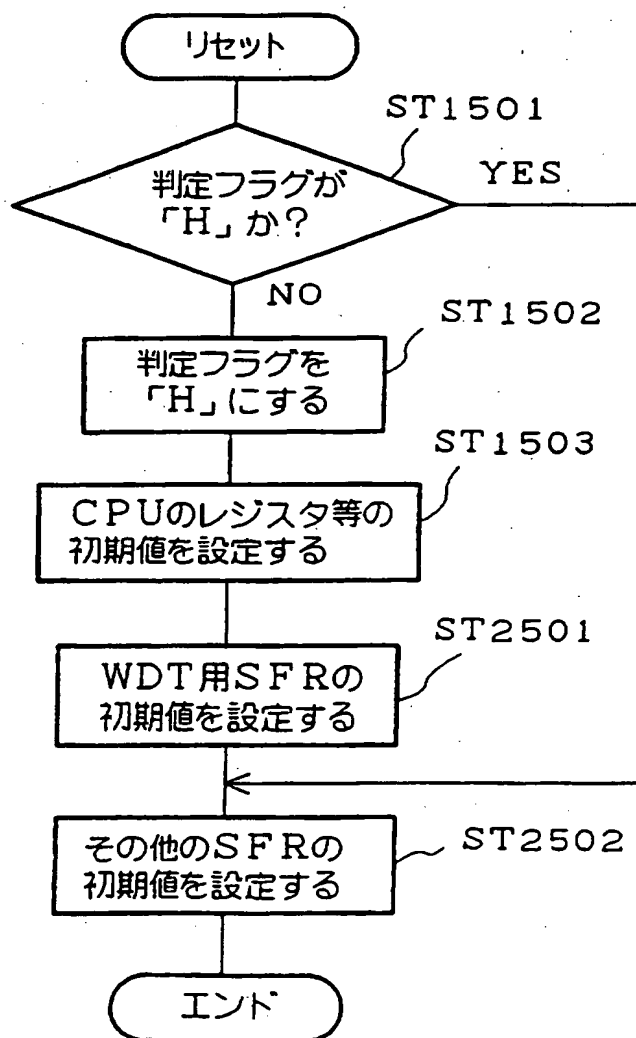 リセット
ST1501
判定フラグが
「H」か?
YES
NO
ST1502
判定フラグを
「H」にする
ST1503
CPUのレジスタ等の
初期値を設定する
ST2501
WDT用SFRの
初期値を設定する
その他のSFRの
初期値を設定する
ST2502
エンド